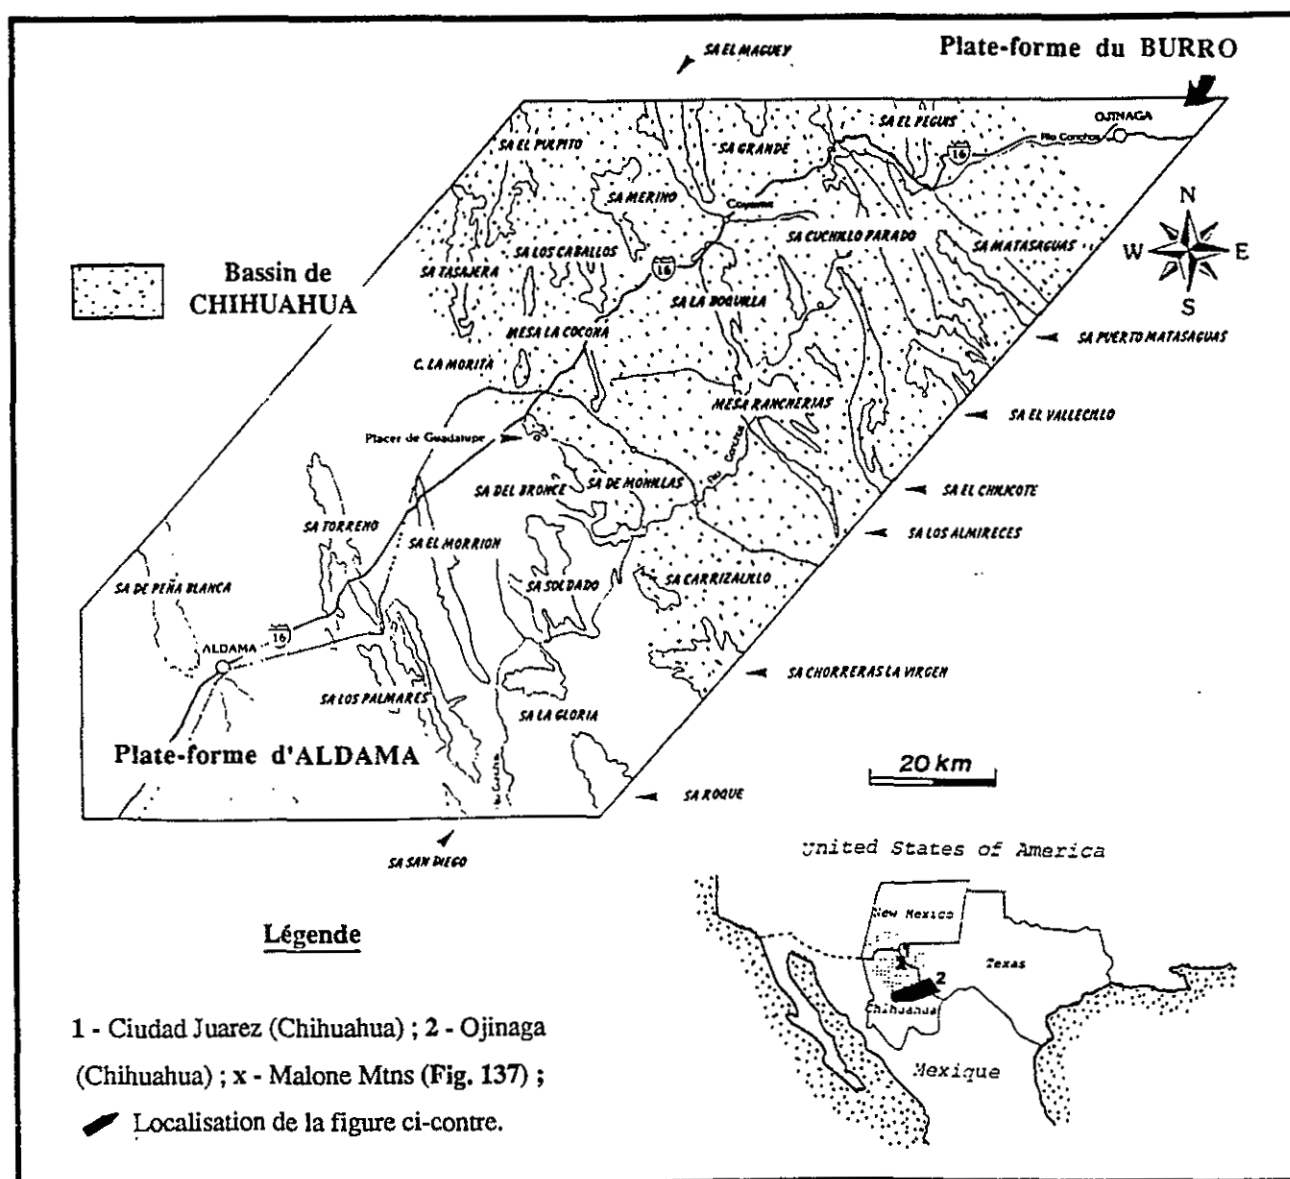 SA EL MAGUEY
Plate-forme du BURRO
OJINAGA
SA EL PEGUIS
Rio Conchos
16
SA EL PULPITO
SA GRANDE
SA MERINO
Coyame
N
W E
S
SA CUCHILLO PARADO
SA MATASAGUAS
SA LOS CABALLOS
SA TASAJERA
16
Bassin de
CHIHUAHUA
SA LA BOQUILLA
MESA LA COCONA
SA PUERTO MATASAGUAS
C. LA MORITA
MESA RANCHERIAS
SA EL VALLECILLO
Placer de Guadalupe
Rio Conchos
SA DEL BRONCE
SA DE MONILLAS
SA EL CHILICOTE
SA TORRENO
SA EL MORRION
SA LOS ALMIRECES
SA DE PEÑA BLANCA
SA SOLDADO
SA CARRIZALILLO
16
ALDAMA
SA CHORRERAS LA VIRGEN
SA LOS PALMARES
SA LA GLORIA
Plate-forme d'ALDAMA
20 km
SA ROQUE
SA SAN DIEGO
United States of America
New Mexico
Texas
1
x
2
Chihuahua
Mexique
Légende
1 - Ciudad Juarez (Chihuahua) ; 2 - Ojinaga
(Chihuahua) ; x - Malone Mtns (Fig. 137) ;
Localisation de la figure ci-contre.